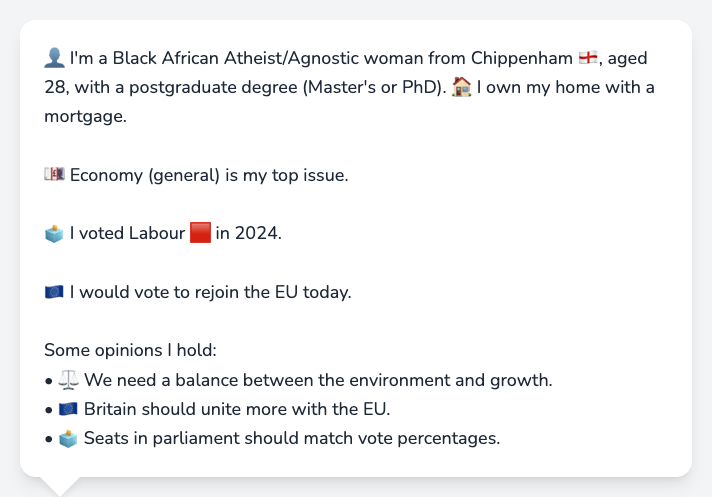 👤 I'm a Black African Atheist/Agnostic woman from Chippenham 🏴󠁧󠁢󠁥󠁮󠁧󠁿, aged
28, with a postgraduate degree (Master's or PhD). 🏠 I own my home with a
mortgage.
💷 Economy (general) is my top issue.
🗳️ I voted Labour 🟥 in 2024.
🇪🇺 I would vote to rejoin the EU today.
Some opinions I hold:
• ⚖️ We need a balance between the environment and growth.
• 🇪🇺 Britain should unite more with the EU.
• 🗳️ Seats in parliament should match vote percentages.